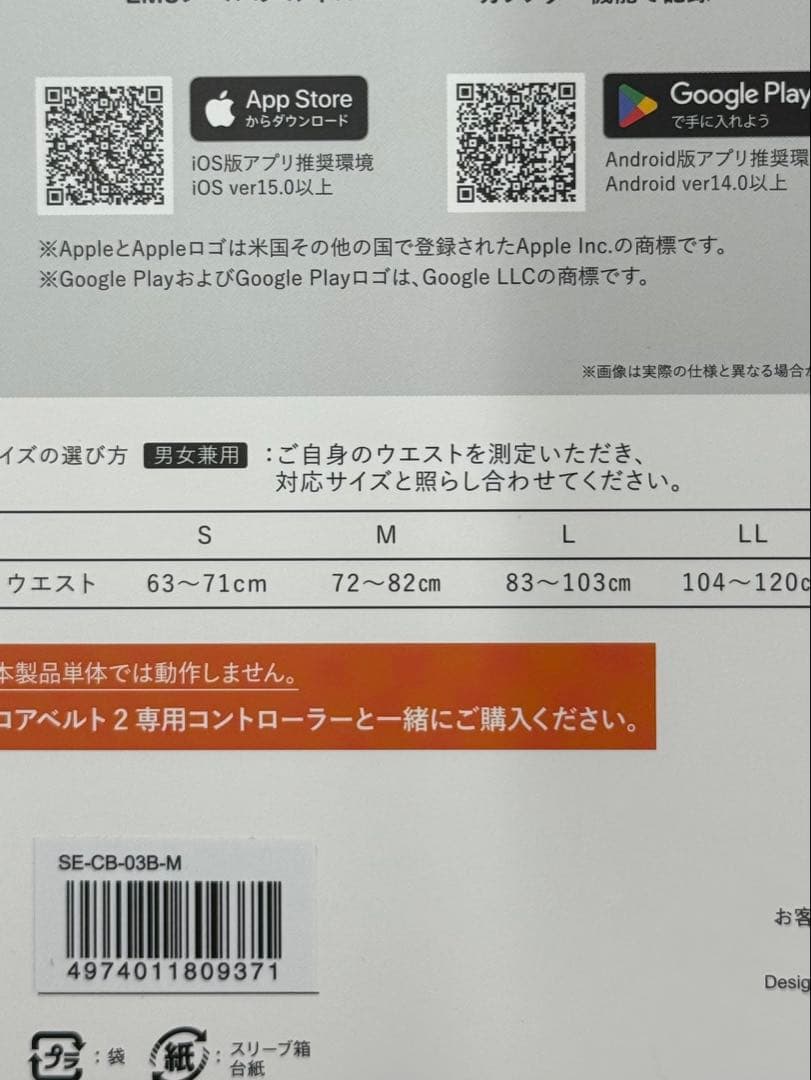 App Store
からダウンロード
iOS版アプリ推奨環境
iOS ver15.0以上
Google Play
で手に入れよう
Android版アプリ推奨環
Android ver14.0以上
※AppleとAppleロゴは米国その他の国で登録されたApple Inc.の商標です。
※Google PlayおよびGoogle Playロゴは、Google LLCの商標です。
※画像は実際の仕様と異なる場合が
イズの選び方 男女兼用 :ご自身のウエストを測定いただき、
対応サイズと照らし合わせてください。
S M L LL
ウエスト 63〜71cm 72〜82cm 83〜103cm 104〜120c
本製品単体では動作しません。
コアベルト2専用コントローラーと一緒にご購入ください。
SE-CB-03B-M
4974011809371
お客
Desig
プラ : 袋
紙 : スリーブ箱
台紙